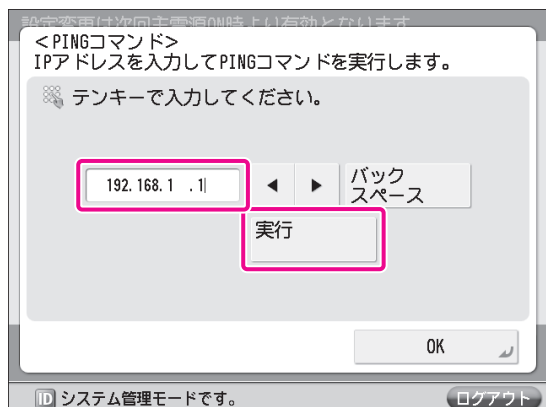 設定変更は次回主電源ON時より有効となります
<PINGコマンド>
IPアドレスを入力してPINGコマンドを実行します。
テンキーで入力してください。
192.168.1 .1
◀ ▶ バック
スペース
実行
OK
ID システム管理モードです。
ログアウト